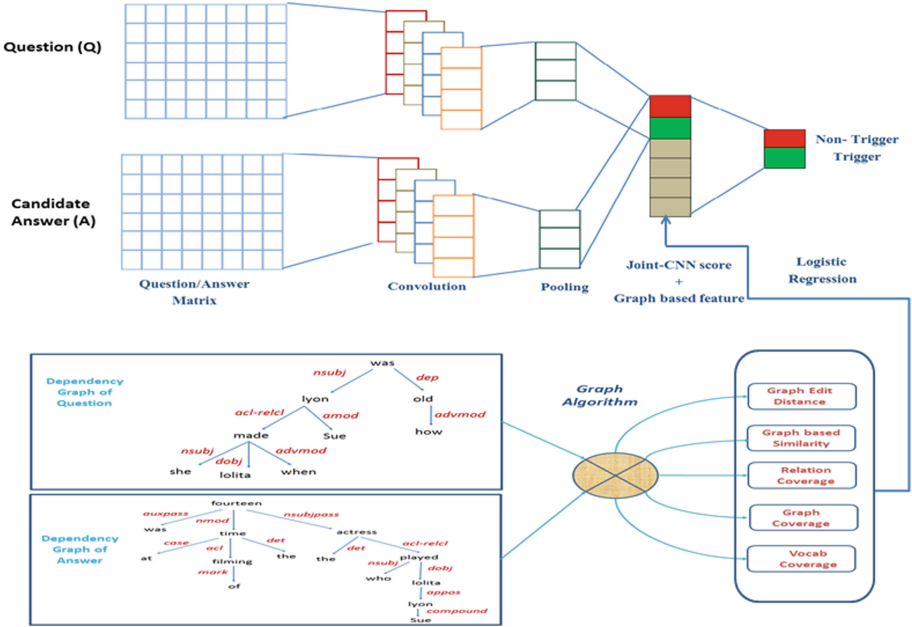 Question (Q)
Candidate
Answer (A)
Question/Answer
Matrix
Convolution
Pooling
Joint-CNN score
+
Graph based feature
Non- Trigger
Trigger
Logistic
Regression
Dependency
Graph of
Question
was
nsubj
dep
lyon
old
acl-relcl
amod
advmod
made
Sue
how
nsubj
dobj
advmod
she
lolita
when
Dependency
Graph of
Answer
fourteen
auxpass
nmod
nsubjpass
was
time
actress
case
acl
det
det
acl-relcl
at
filming
the
the
played
mark
nsubj
dobj
of
who
lolita
appos
lyon
compound
Sue
Graph
Algorithm
Graph Edit
Distance
Graph based
Similarity
Relation
Coverage
Graph
Coverage
Vocab
Coverage